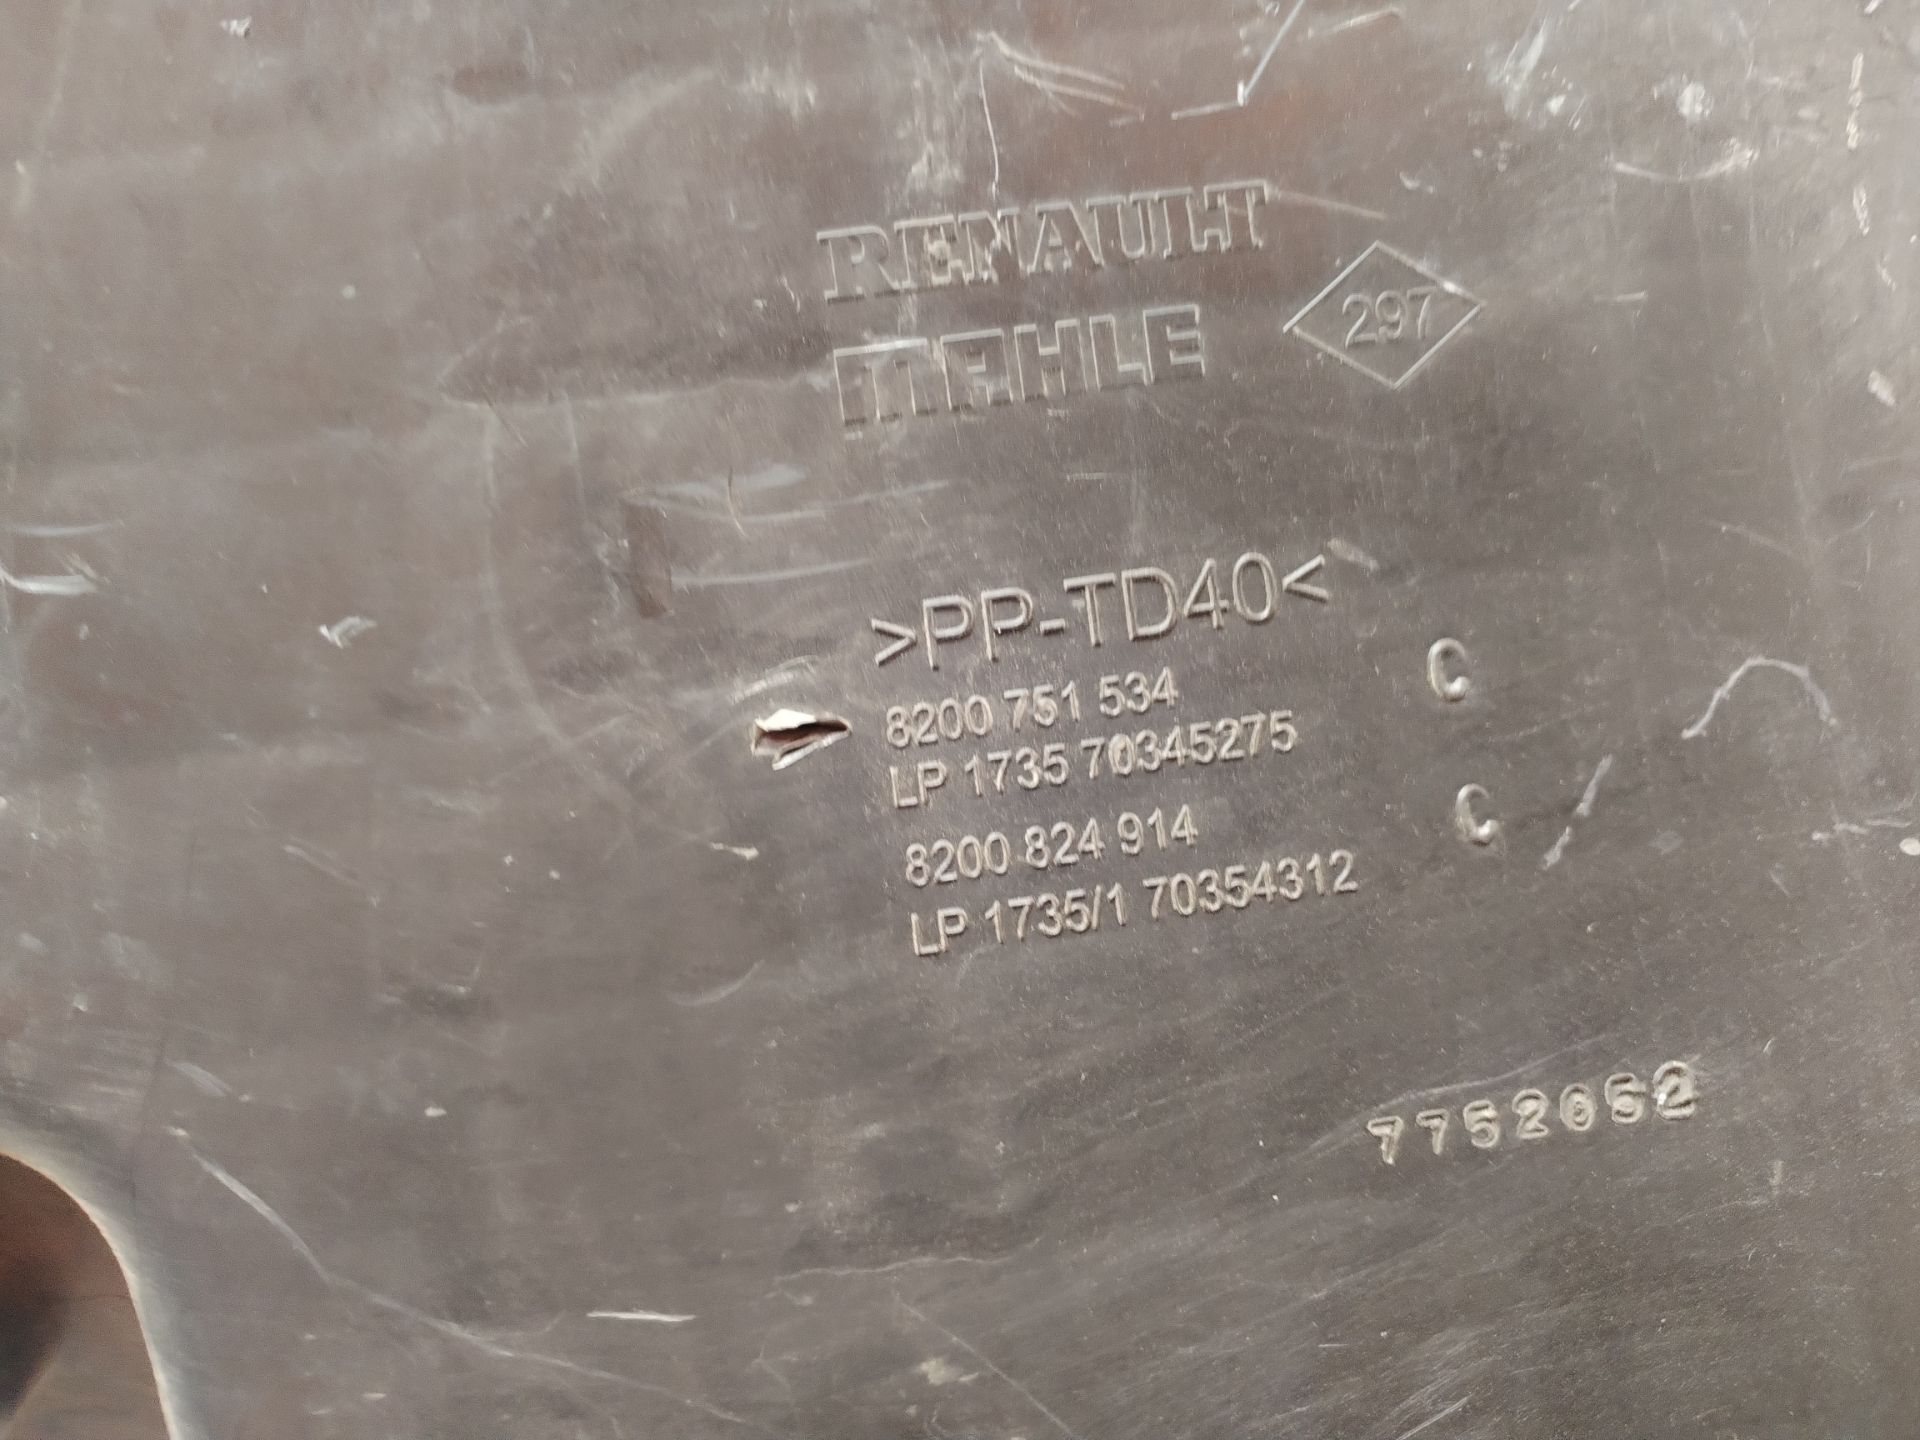 RENAULT
MAHLE
297
>PP-TD40<
8200 751 534 C
LP 1735 70345275
8200 824 914 C
LP 1735/1 70354312
7752052